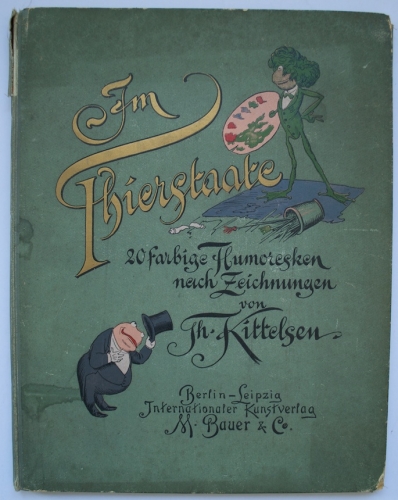 Im
Thierstaate
20 farbige Humoresken
nach Zeichnungen
von
Th. Kittelsen.
Berlin-Leipzig
Internationaler Kunstverlag
M. Bauer & Co.